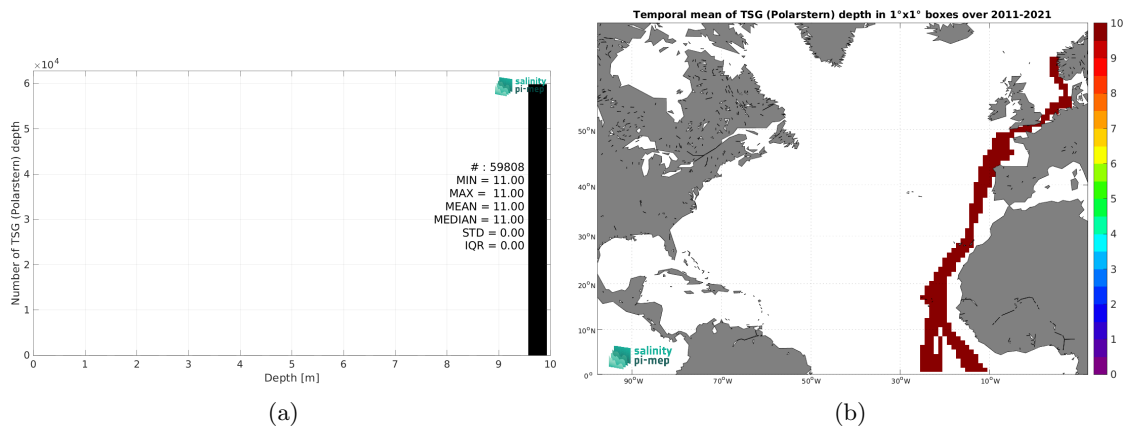 ×10⁴
6
5
4
3
2
1
0
Number of TSG (Polarstern) depth
salinity
pi-mep
# : 59808
MIN = 11.00
MAX = 11.00
MEAN = 11.00
MEDIAN = 11.00
STD = 0.00
IQR = 0.00
0 1 2 3 4 5 6 7 8 9 10
Depth [m]
(a)
Temporal mean of TSG (Polarstern) depth in 1°x1° boxes over 2011-2021
50°N
40°N
30°N
20°N
10°N
0°
salinity
pi-mep
90°W 70°W 50°W 30°W 10°W
10
9
8
7
6
5
4
3
2
1
0
(b)